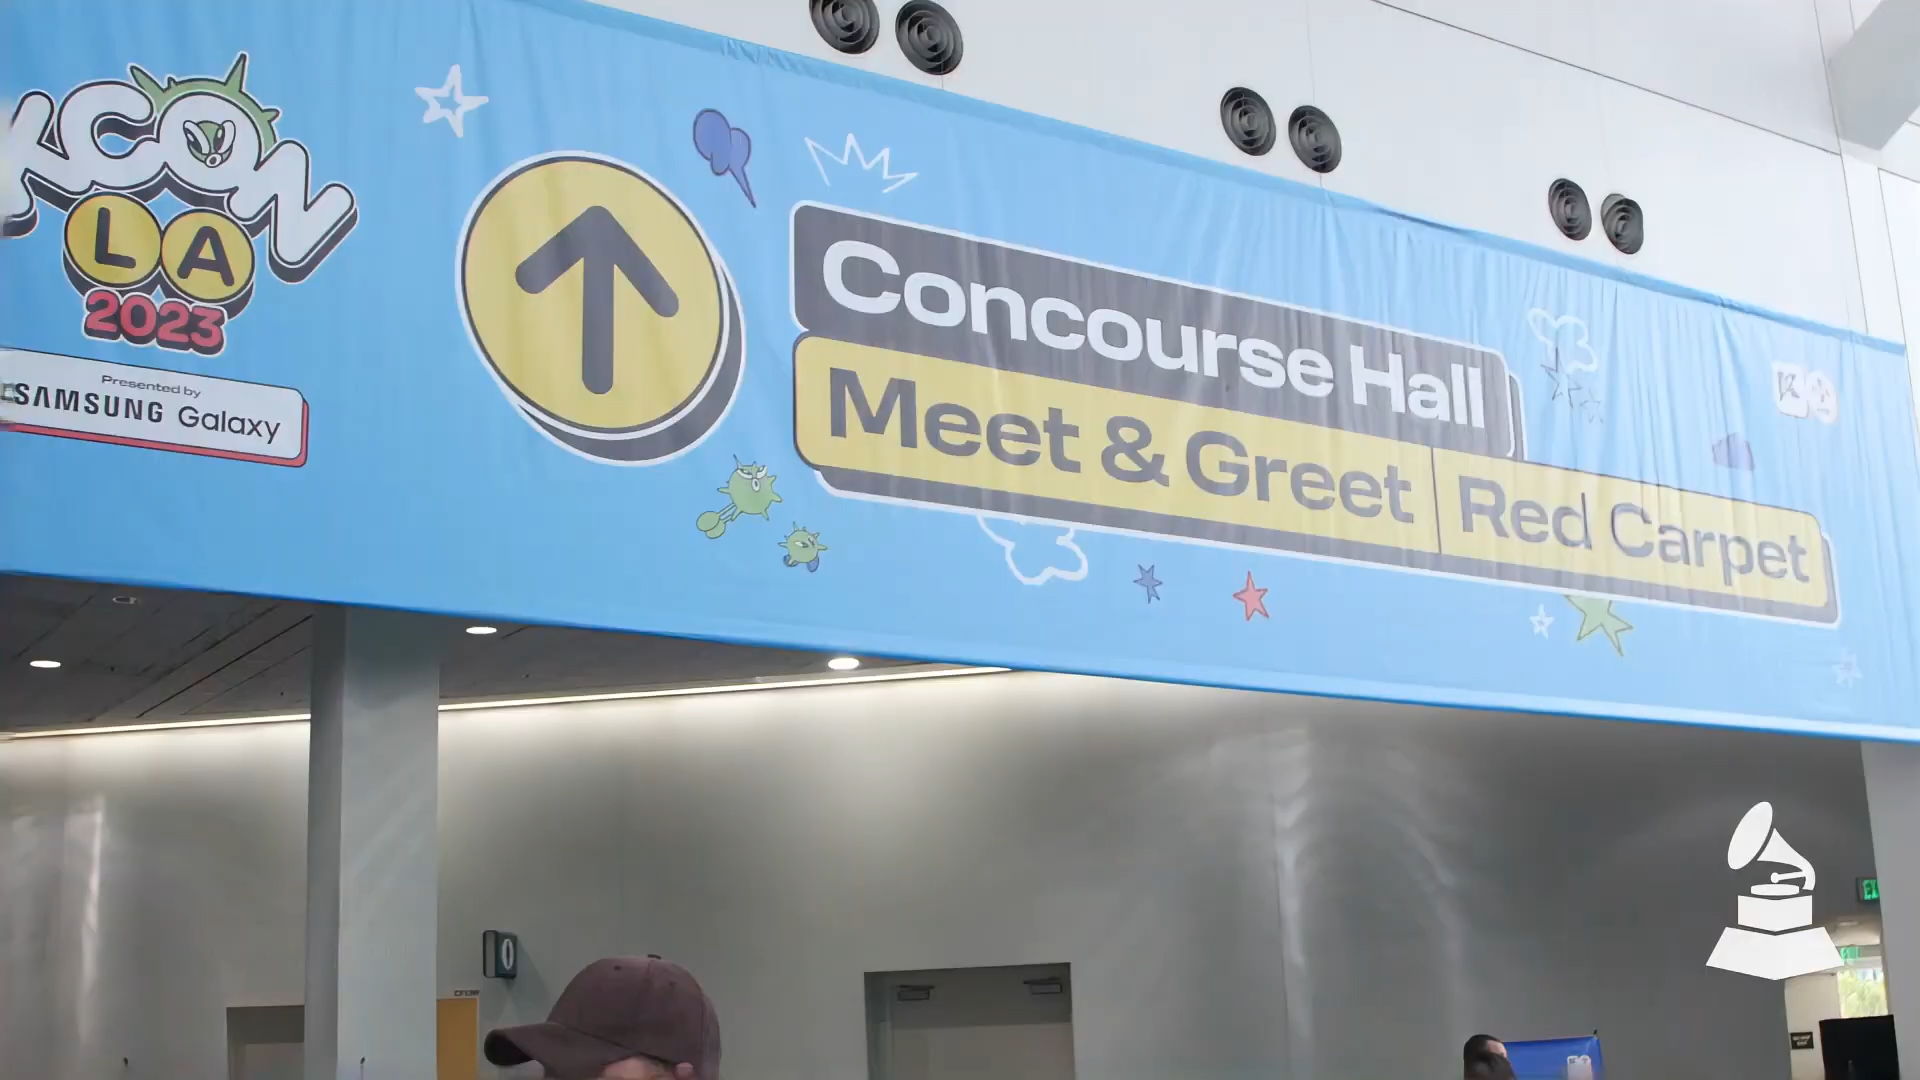 KCON
LA
2023
Presented by
SAMSUNG Galaxy
Concourse Hall
Meet & Greet | Red Carpet